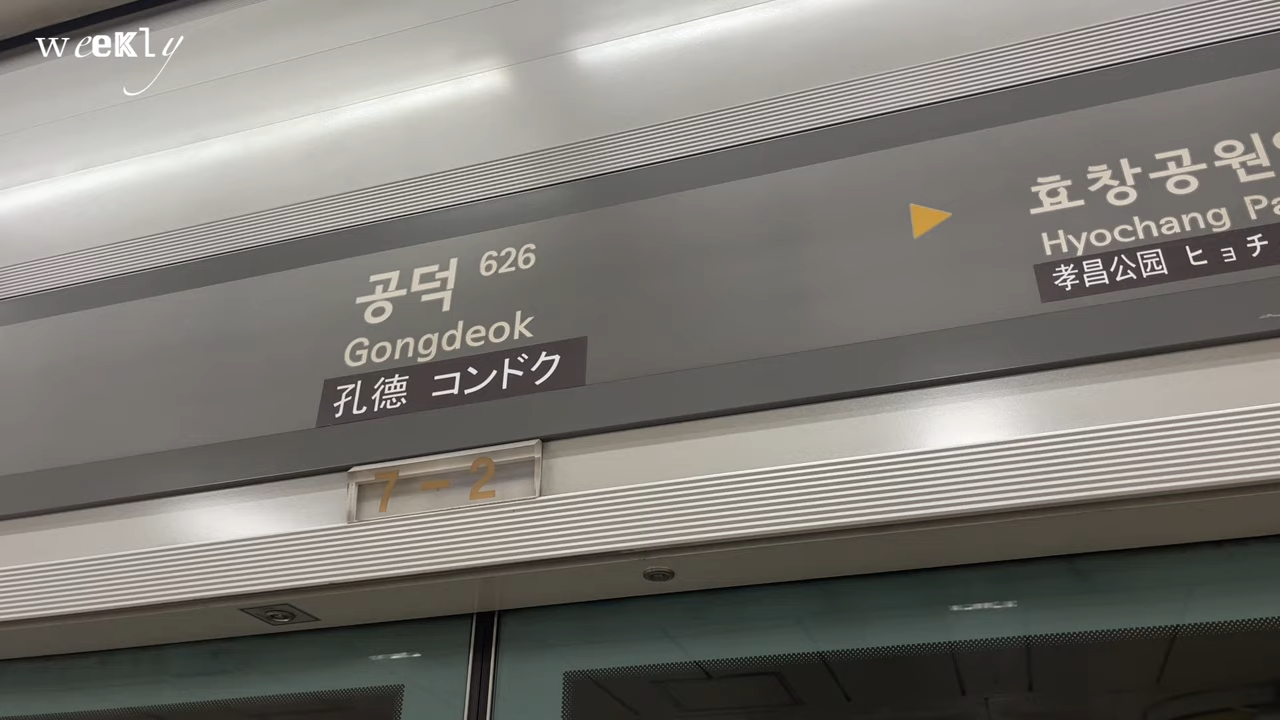 weeKly
공덕 626
Gongdeok
孔德 コンドク
효창공원
Hyochang
孝昌公园 ヒョチ
7-2